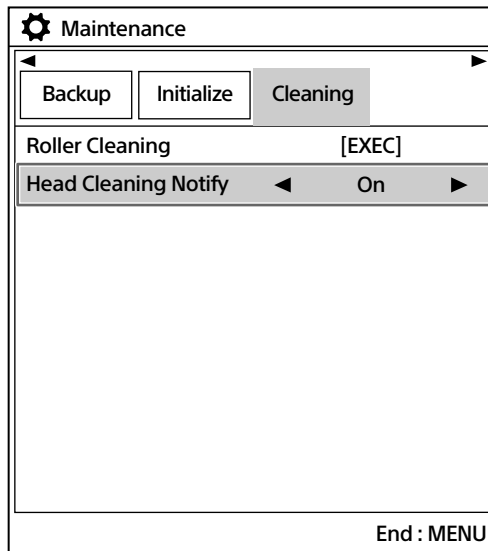 Maintenance
Backup Initialize Cleaning
Roller Cleaning [EXEC]
Head Cleaning Notify ◄ On ►
End : MENU